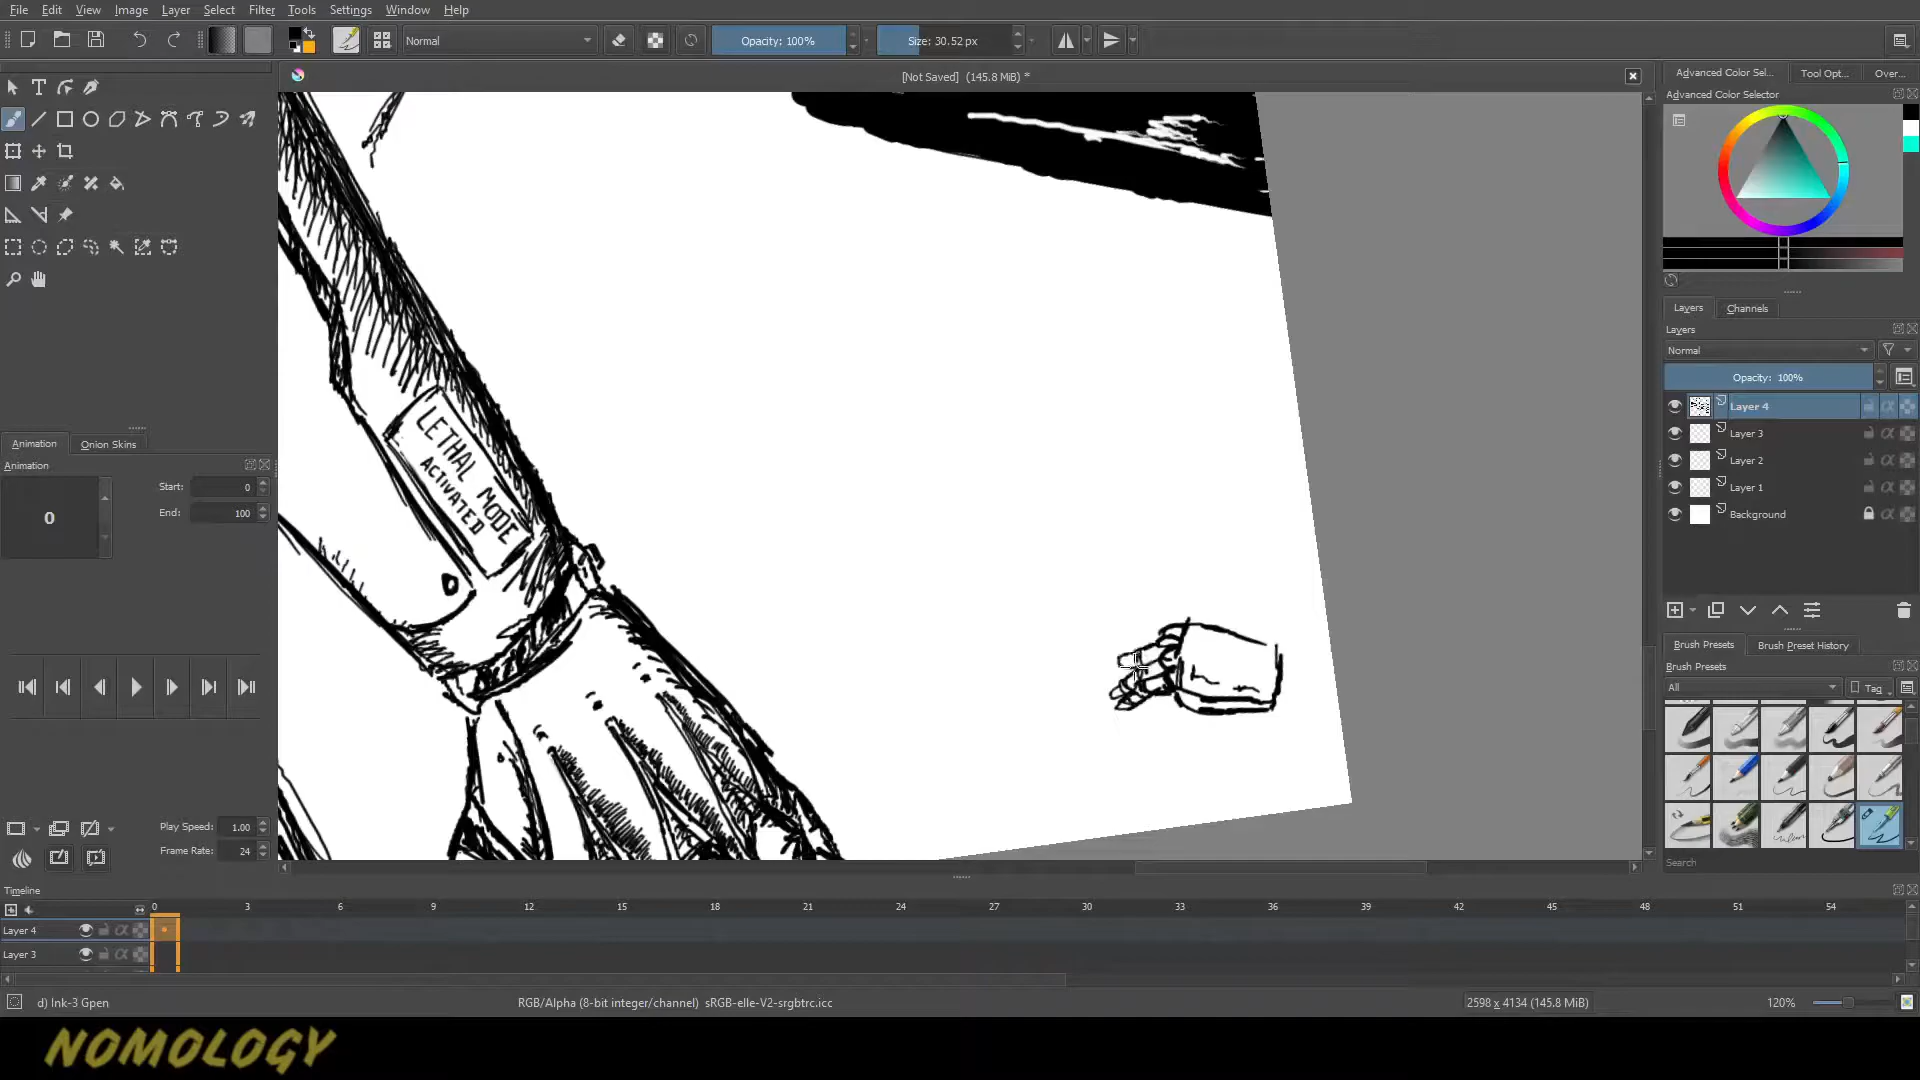 File Edit View Image Layer Select Filter Tools Settings Window Help
Normal
Opacity: 100%
Size: 30.52 px
[Not Saved] (145.8 MiB) *
Advanced Color Sel...
Tool Opt...
Over...
Advanced Color Selector
Layers
Channels
Layers
Normal
Opacity: 100%
Layer 4
Layer 3
Layer 2
Layer 1
Background
Brush Presets
Brush Preset History
Brush Presets
All
Tag
Search
Animation
Onion Skins
Animation
0
Start: 0
End: 100
Play Speed: 1.00
Frame Rate: 24
LETHAL MODE
ACTIVATED
Timeline
0 3 6 9 12 15 18 21 24 27 30 33 36 39 42 45 48 51 54
Layer 4
Layer 3
d) Ink-3 Gpen
RGB/Alpha (8-bit integer/channel) sRGB-elle-V2-srgbtrc.icc
2598 x 4134 (145.8 MiB)
120%
NOMOLOGY